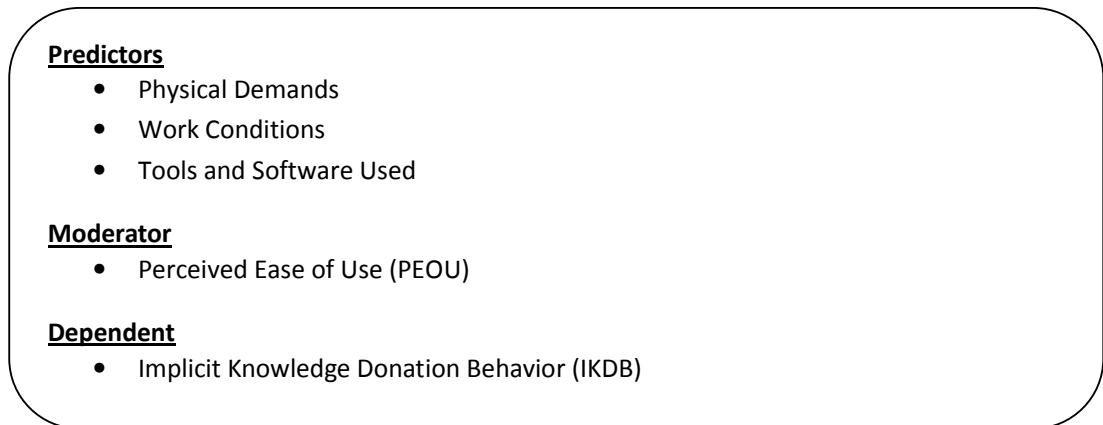 Predictors
• Physical Demands
• Work Conditions
• Tools and Software Used
Moderator
• Perceived Ease of Use (PEOU)
Dependent
• Implicit Knowledge Donation Behavior (IKDB)